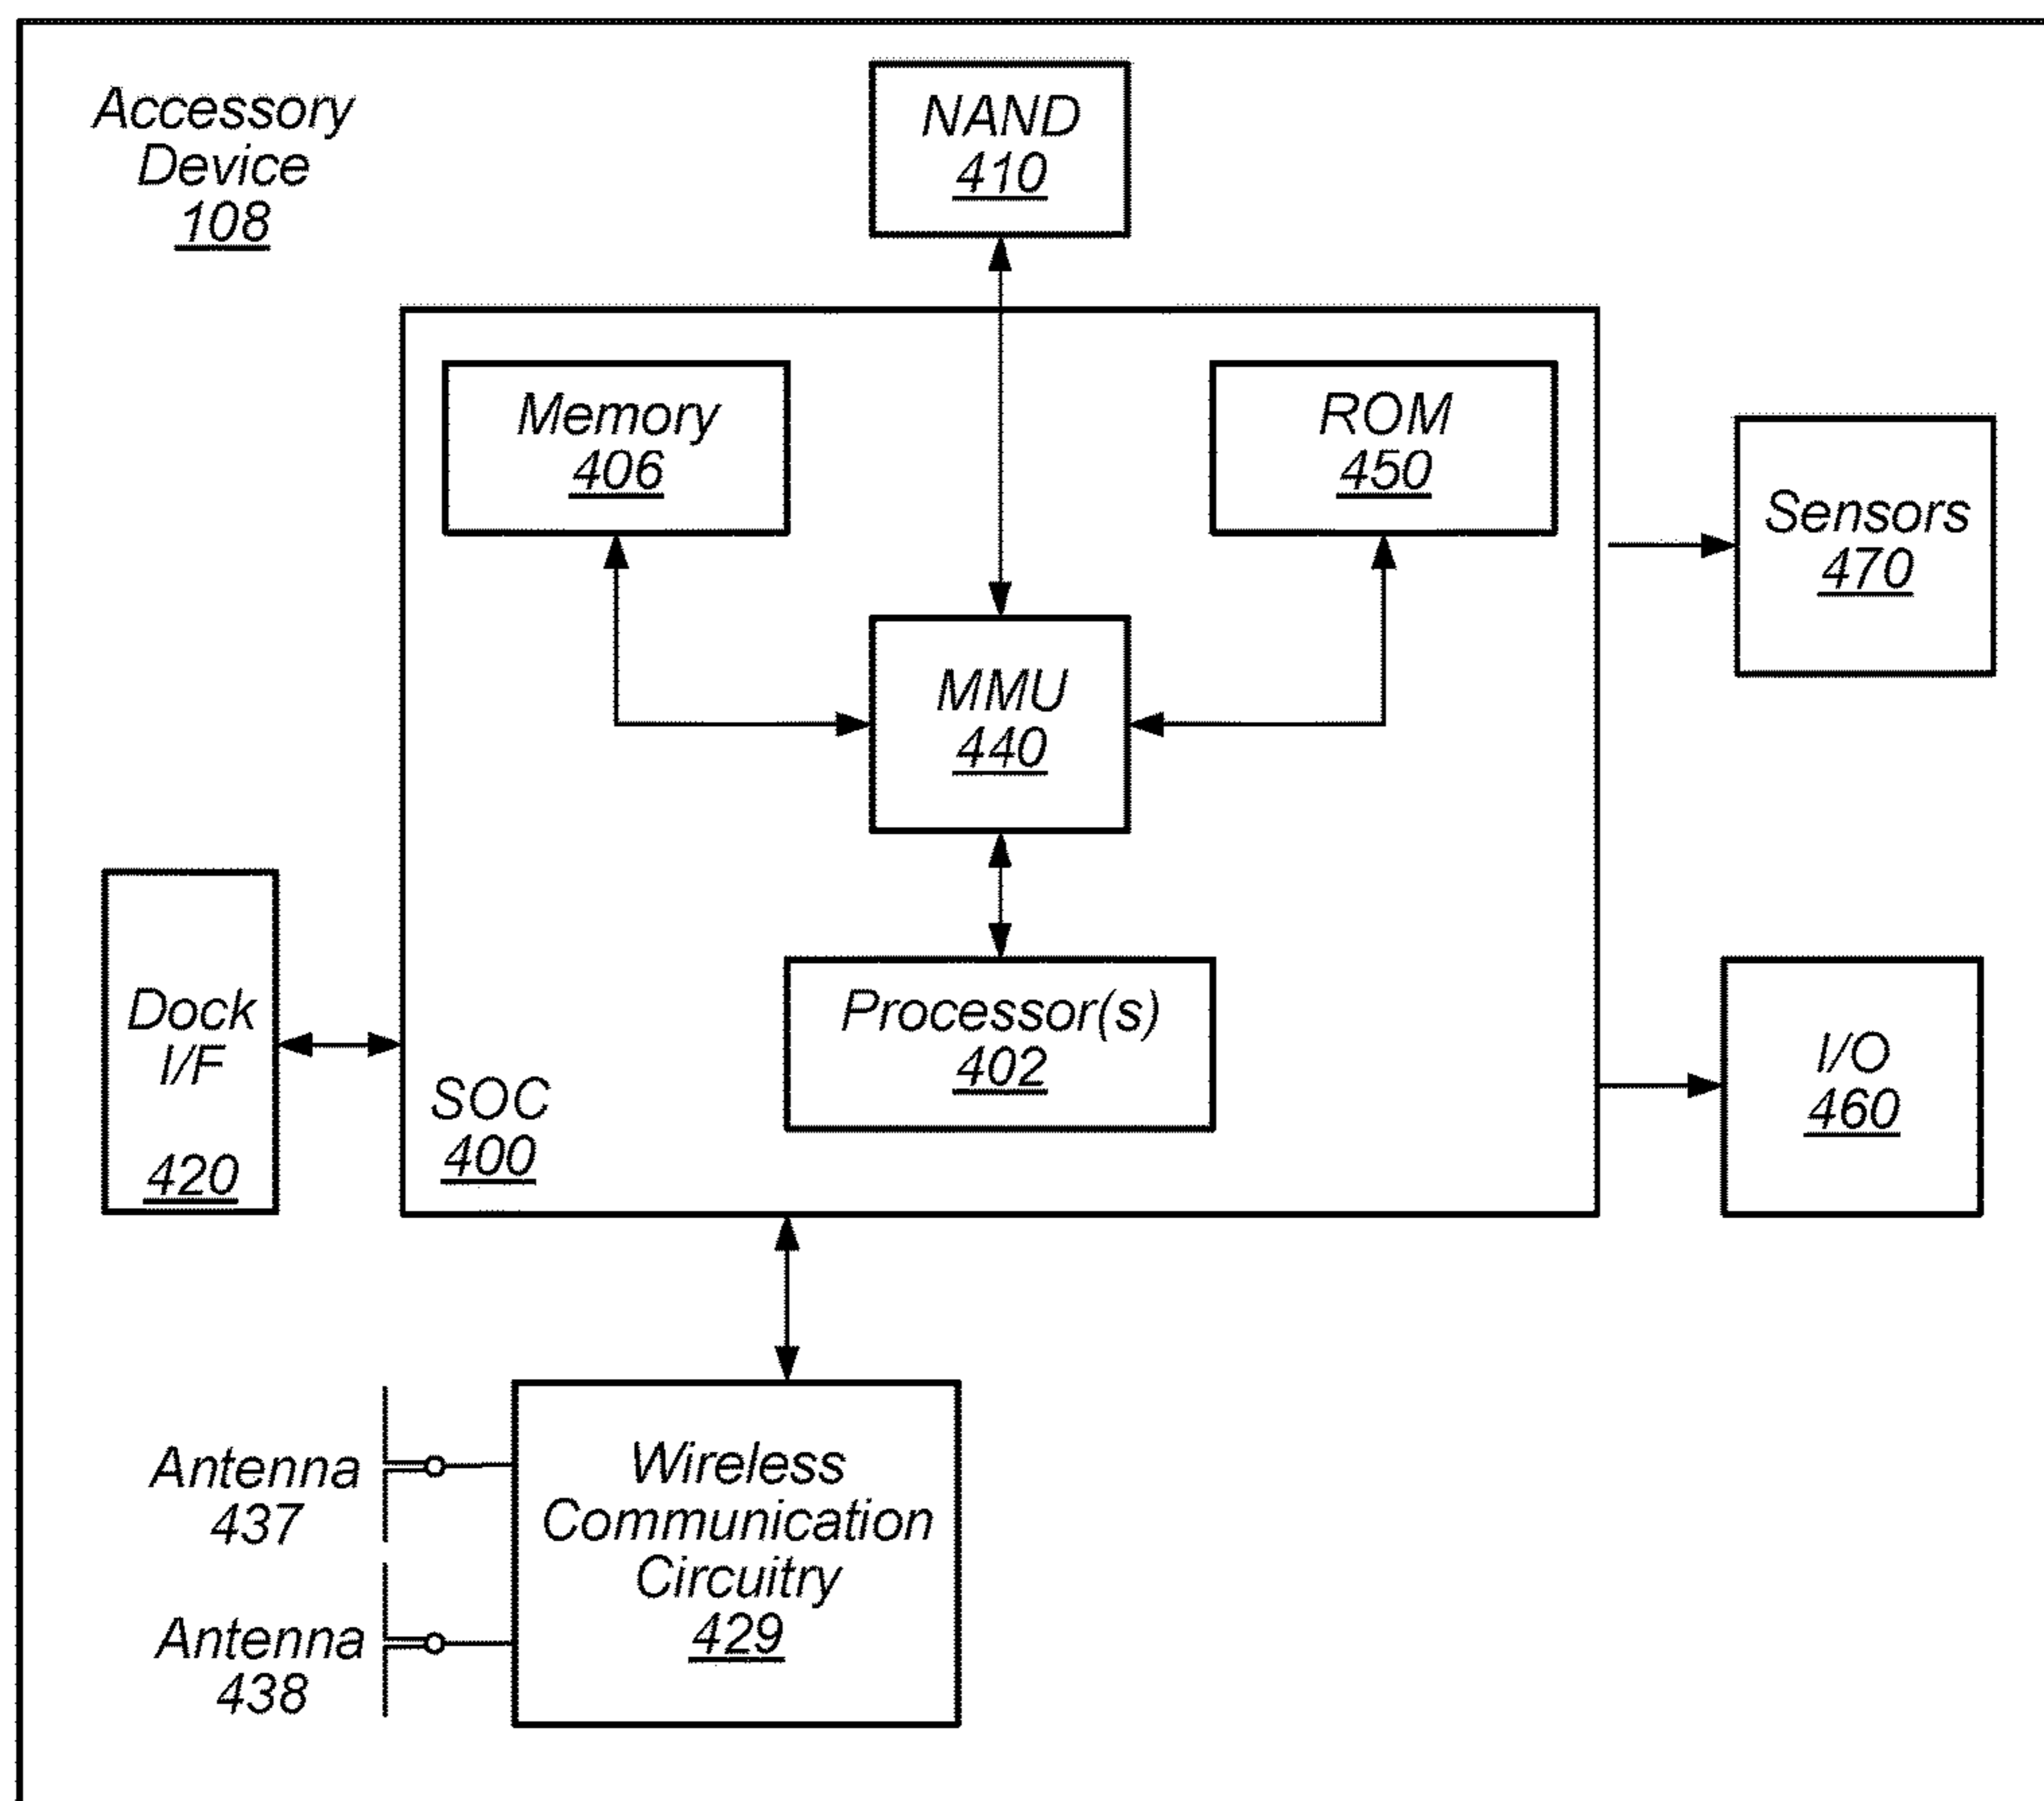 Accessory
Device
108
NAND
410
Memory
406
ROM
450
Sensors
470
MMU
440
Dock
I/F
420
Processor(s)
402
I/O
460
SOC
400
Antenna
437
Antenna
438
Wireless
Communication
Circuitry
429